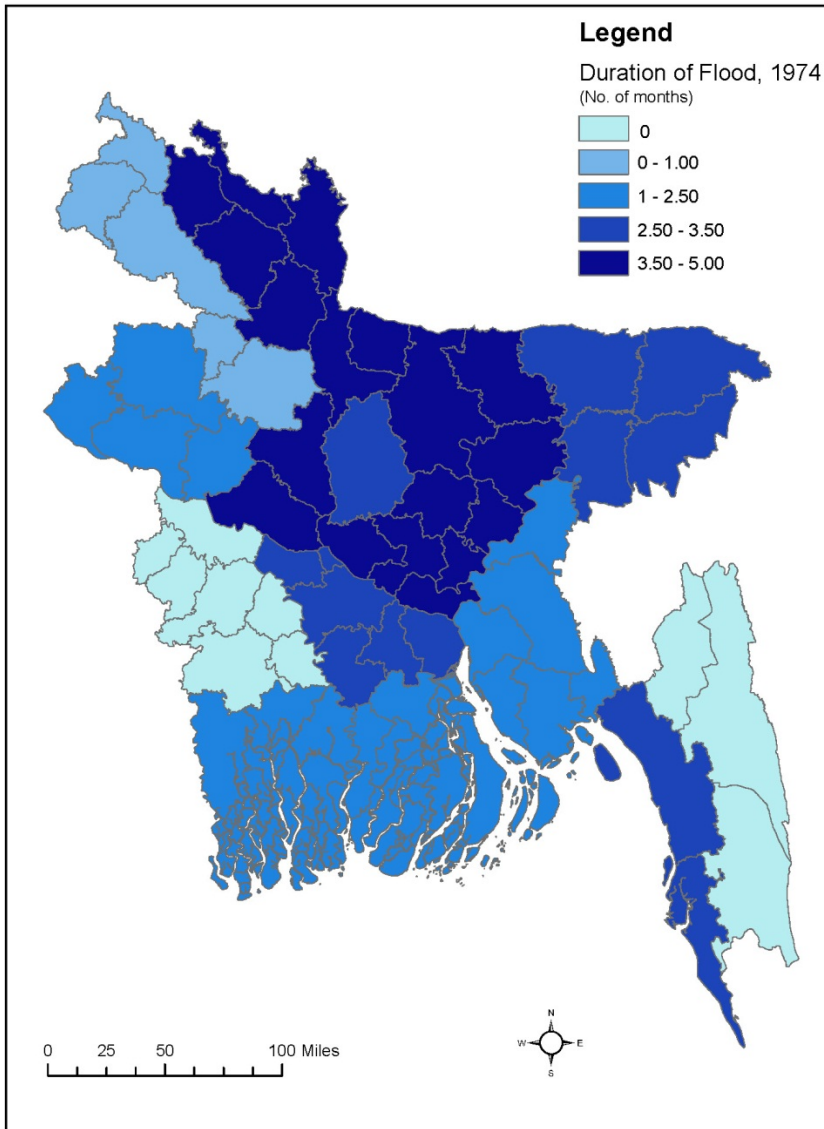 Legend
Duration of Flood, 1974
(No. of months)
0
0 - 1.00
1 - 2.50
2.50 - 3.50
3.50 - 5.00
N
W E
S
0 25 50 100 Miles